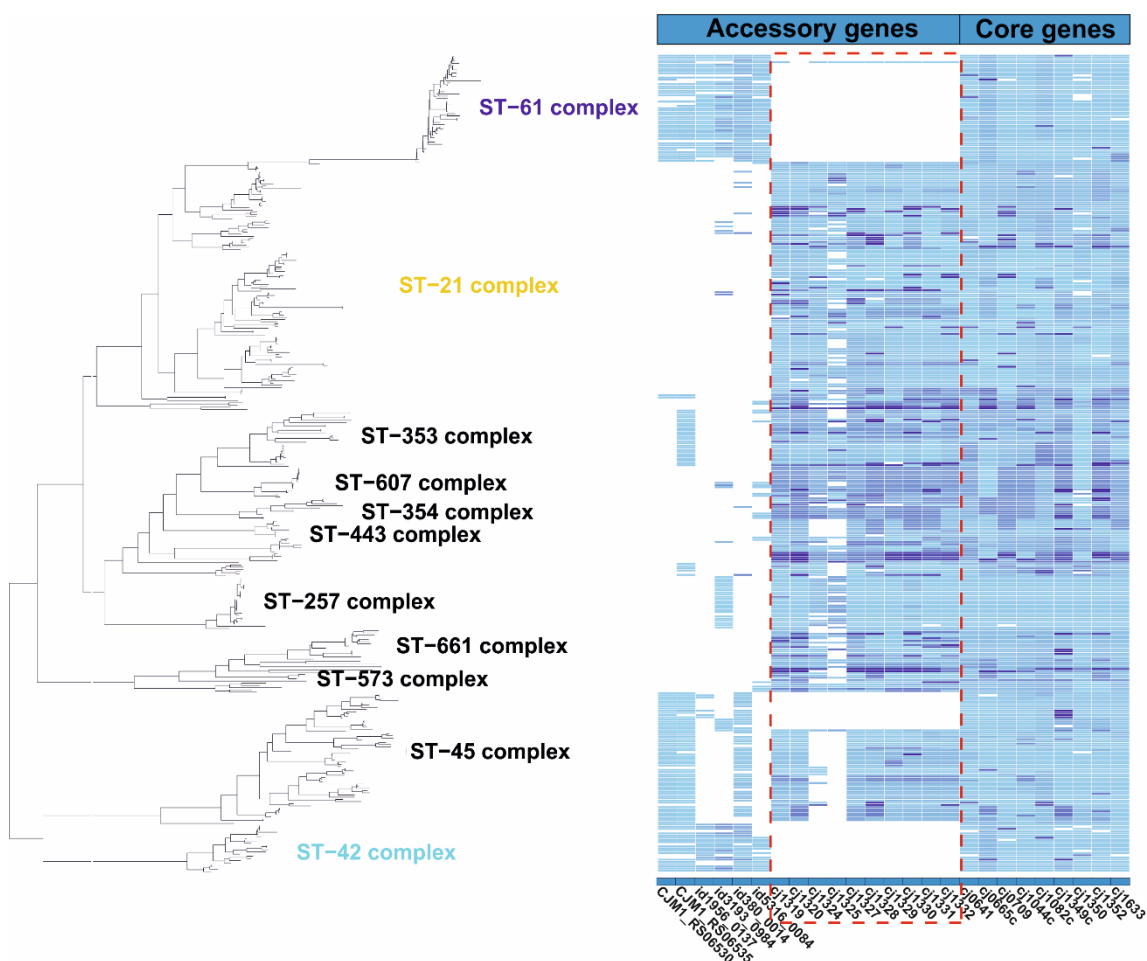 Accessory genes
Core genes
ST−61 complex
ST−21 complex
ST−353 complex
ST−607 complex
ST−354 complex
ST−443 complex
ST−257 complex
ST−661 complex
ST−573 complex
ST−45 complex
ST−42 complex
CJM1_RS06530
CJM1_RS06535
id1956_0137
id3193_0984
id380_0014
id5316_0084
cj1319
cj1320
cj1324
cj1325
cj1327
cj1328
cj1329
cj1330
cj1331
cj1332
cj0641
cj0665c
cj0709
cj1044c
cj1082c
cj1349c
cj1350
cj1352
cj1633